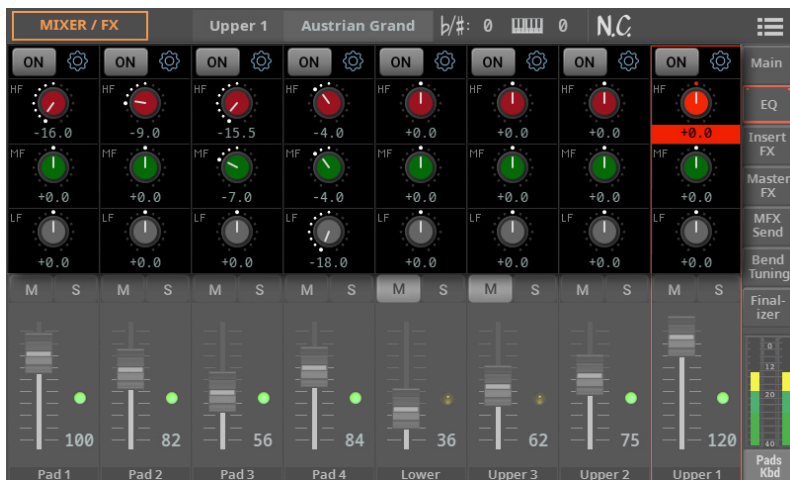 MIXER / FX Upper 1 Austrian Grand ♭/♯: 0 0 N.C.
ON ON ON ON ON ON ON ON Main
HF HF HF HF HF HF HF HF
EQ
-16.0 -9.0 -15.5 -4.0 +0.0 +0.0 +0.0 +0.0
Insert
FX
MF MF MF MF MF MF MF MF
Master
FX
+0.0 +0.0 -7.0 -4.0 +0.0 +0.0 +0.0 +0.0
LF LF LF LF LF LF LF LF
MFX
Send
+0.0 +0.0 +0.0 -18.0 +0.0 +0.0 +0.0 +0.0
Bend
Tuning
M S M S M S M S M S M S M S M S
Final-
izer
0
12
20
40
100 82 56 84 36 62 75 120
Pad 1 Pad 2 Pad 3 Pad 4 Lower Upper 3 Upper 2 Upper 1
Pads
Kbd